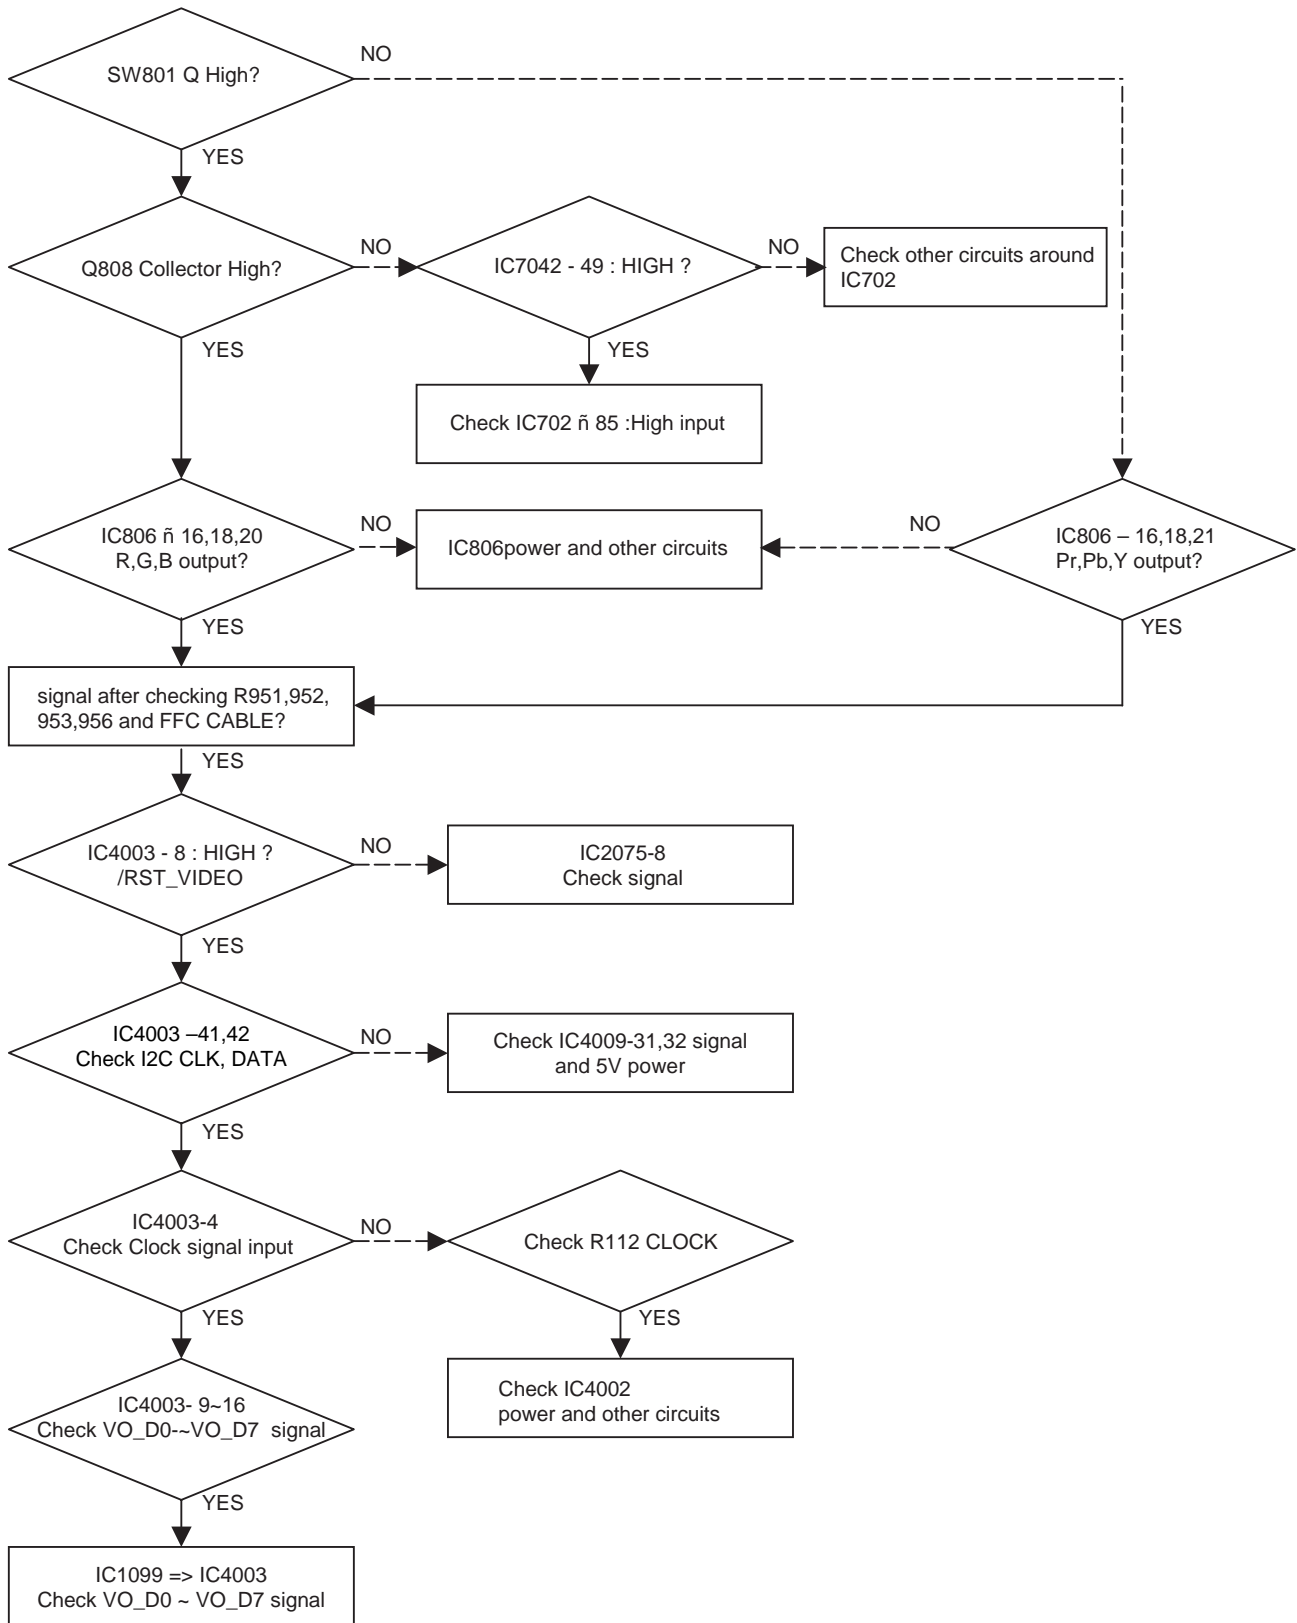 SW801 Q High?
NO
YES
Q808 Collector High?
NO
IC7042 - 49 : HIGH ?
NO
Check other circuits around
IC702
YES
YES
Check IC702 ñ 85 :High input
IC806 ñ 16,18,20
R,G,B output?
NO
IC806power and other circuits
NO
IC806 – 16,18,21
Pr,Pb,Y output?
YES
YES
signal after checking R951,952,
953,956 and FFC CABLE?
YES
IC4003 - 8 : HIGH ?
/RST_VIDEO
NO
IC2075-8
Check signal
YES
IC4003 –41,42
Check I2C CLK, DATA
NO
Check IC4009-31,32 signal
and 5V power
YES
IC4003-4
Check Clock signal input
NO
Check R112 CLOCK
YES
YES
Check IC4002
power and other circuits
IC4003- 9~16
Check VO_D0-~VO_D7 signal
YES
IC1099 => IC4003
Check VO_D0 ~ VO_D7 signal